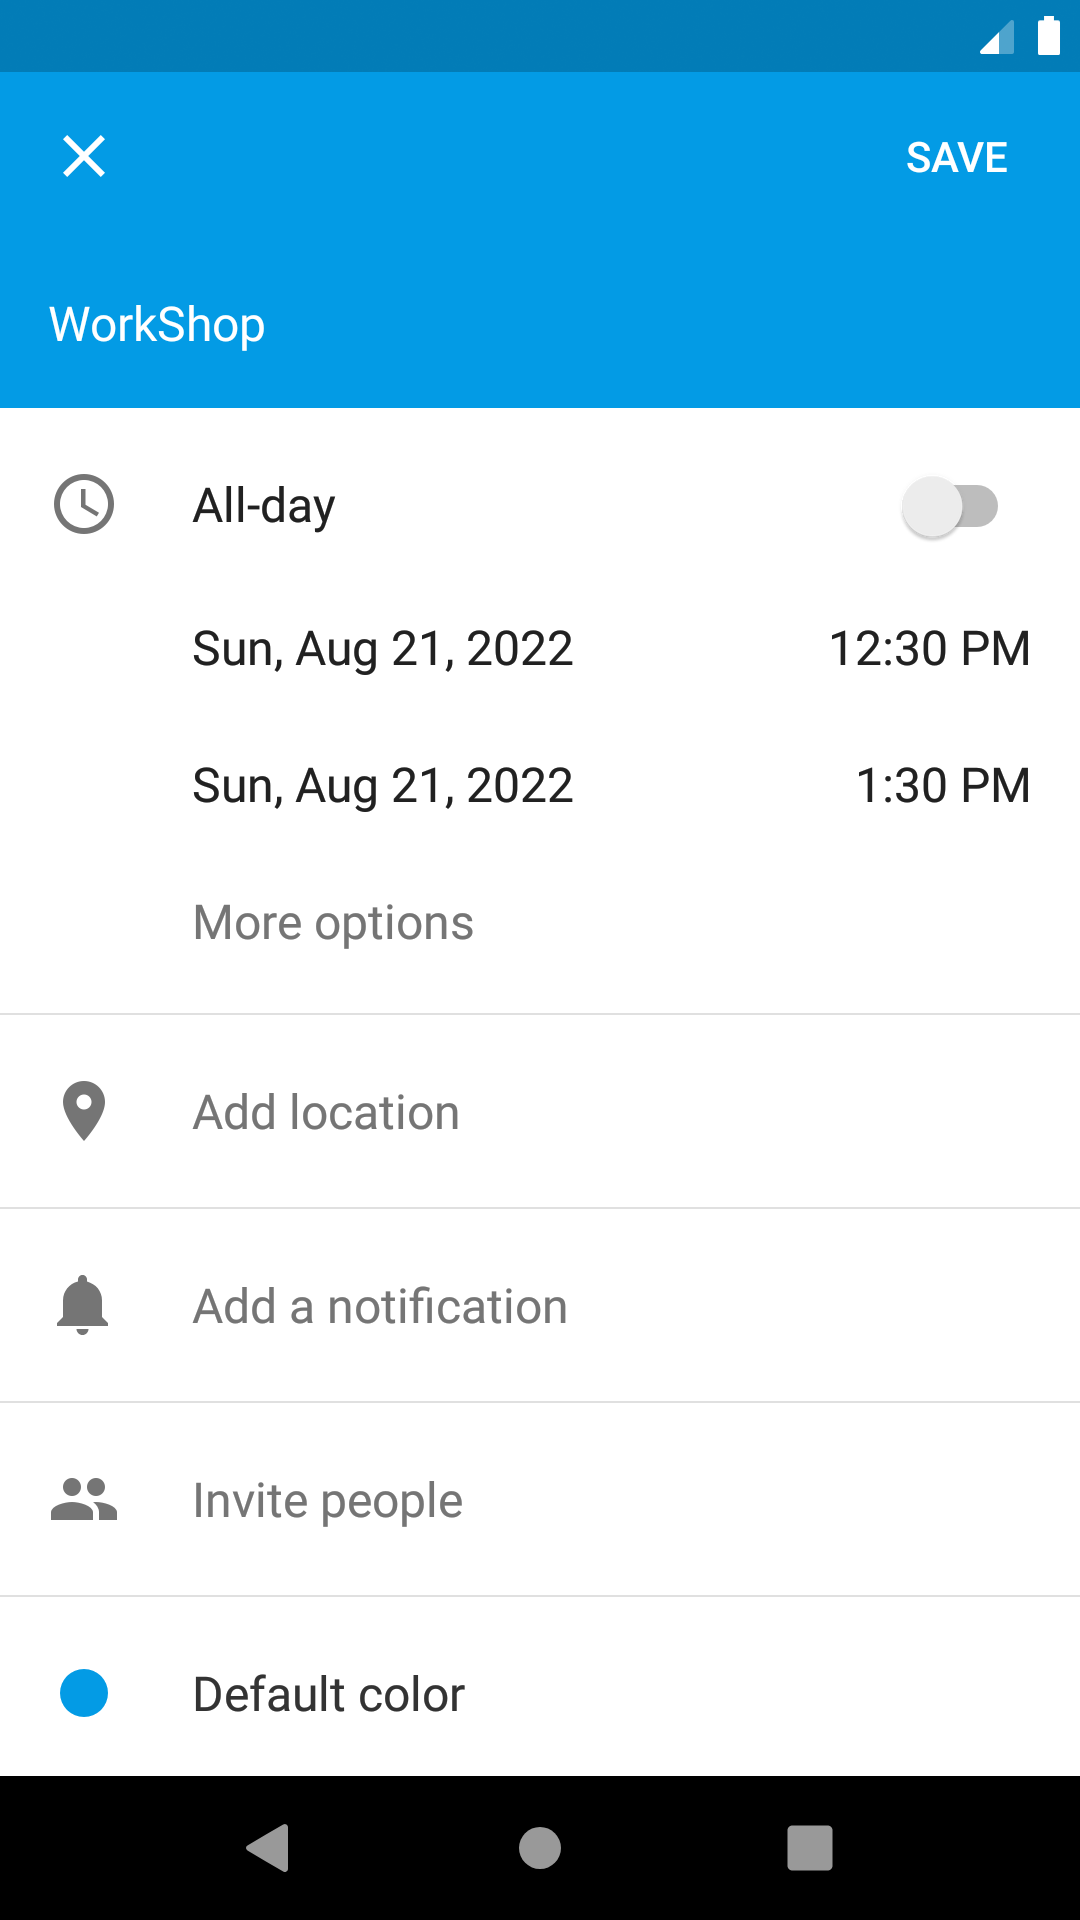 SAVE
WorkShop
All-day
Sun, Aug 21, 2022 12:30 PM
Sun, Aug 21, 2022 1:30 PM
More options
Add location
Add a notification
Invite people
Default color